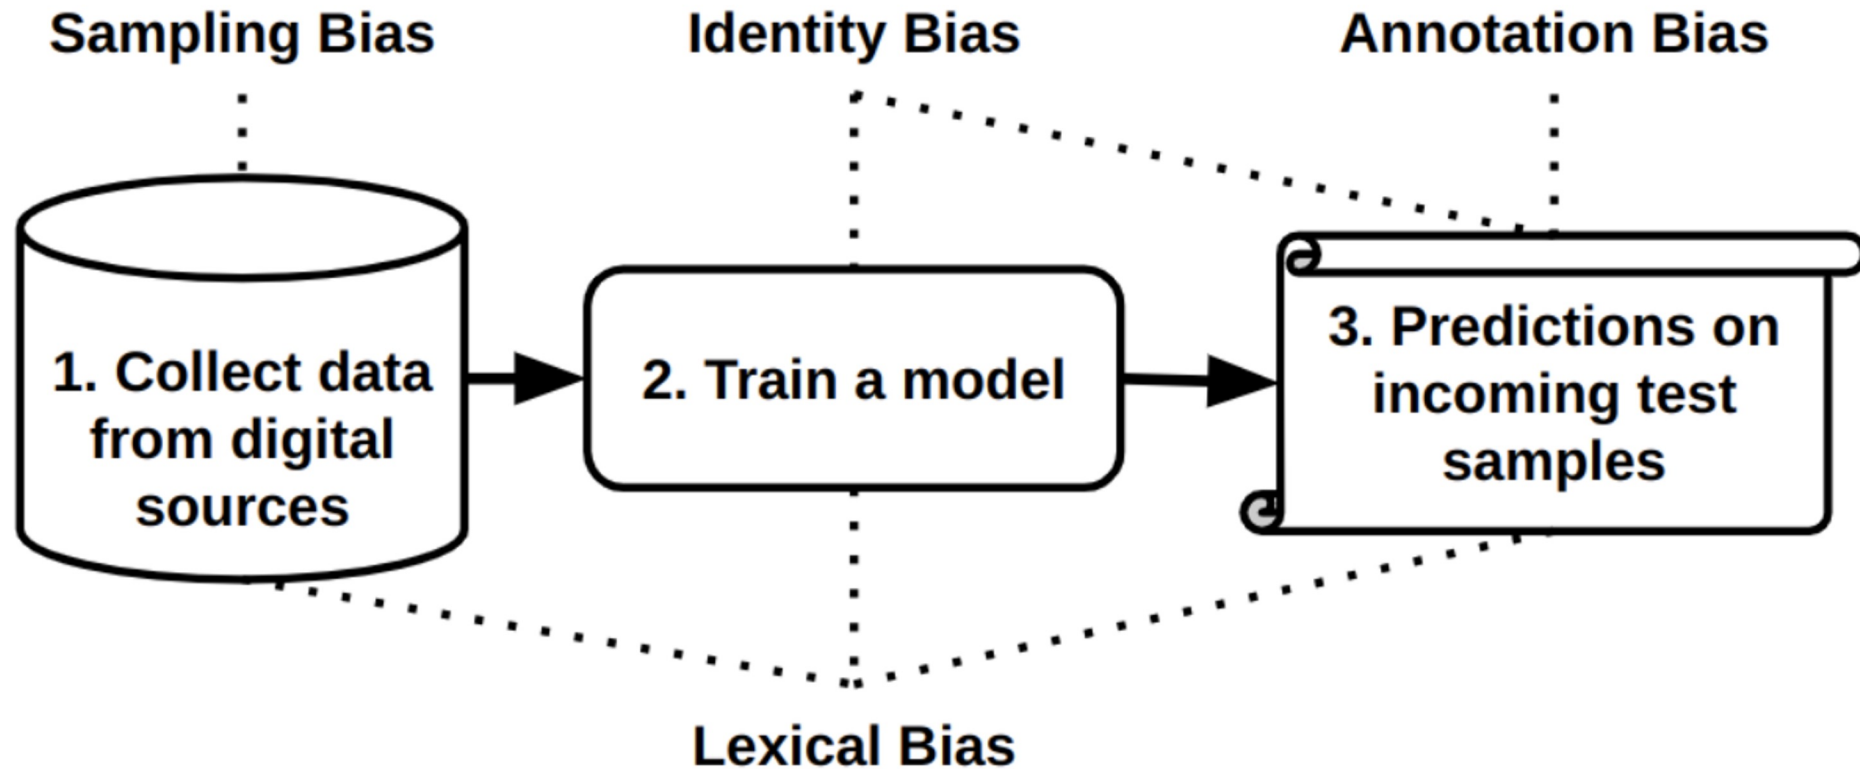 Sampling Bias
Identity Bias
Annotation Bias
1. Collect data
from digital
sources
2. Train a model
3. Predictions on
incoming test
samples
Lexical Bias